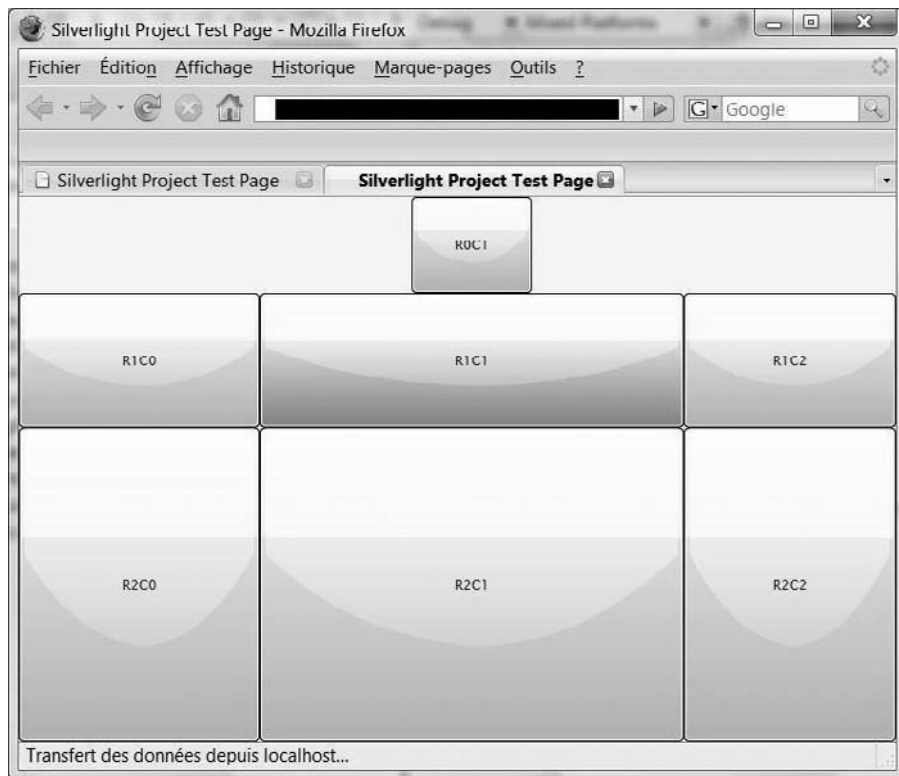 Silverlight Project Test Page - Mozilla Firefox
Fichier Édition Affichage Historique Marque-pages Outils ?
G Google
Silverlight Project Test Page Silverlight Project Test Page
R0C1
R1C0 R1C1 R1C2
R2C0 R2C1 R2C2
Transfert des données depuis localhost...